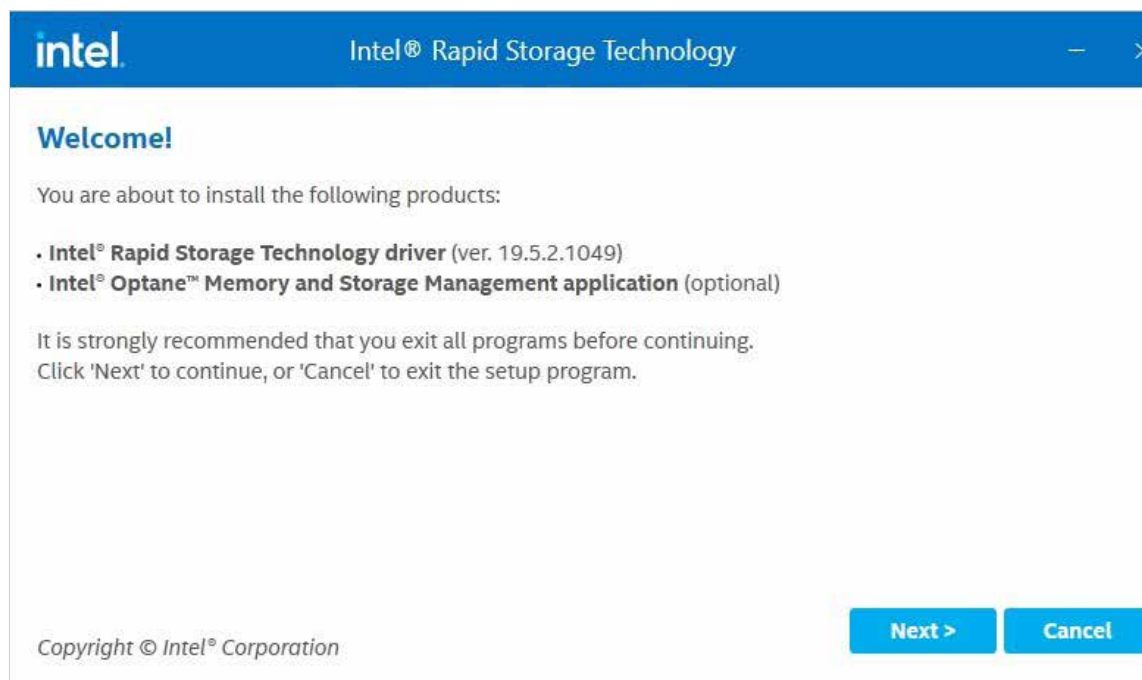 intel.
Intel® Rapid Storage Technology
Welcome!
You are about to install the following products:
• Intel® Rapid Storage Technology driver (ver. 19.5.2.1049)
• Intel® Optane™ Memory and Storage Management application (optional)
It is strongly recommended that you exit all programs before continuing.
Click 'Next' to continue, or 'Cancel' to exit the setup program.
Next >
Cancel
Copyright © Intel® Corporation